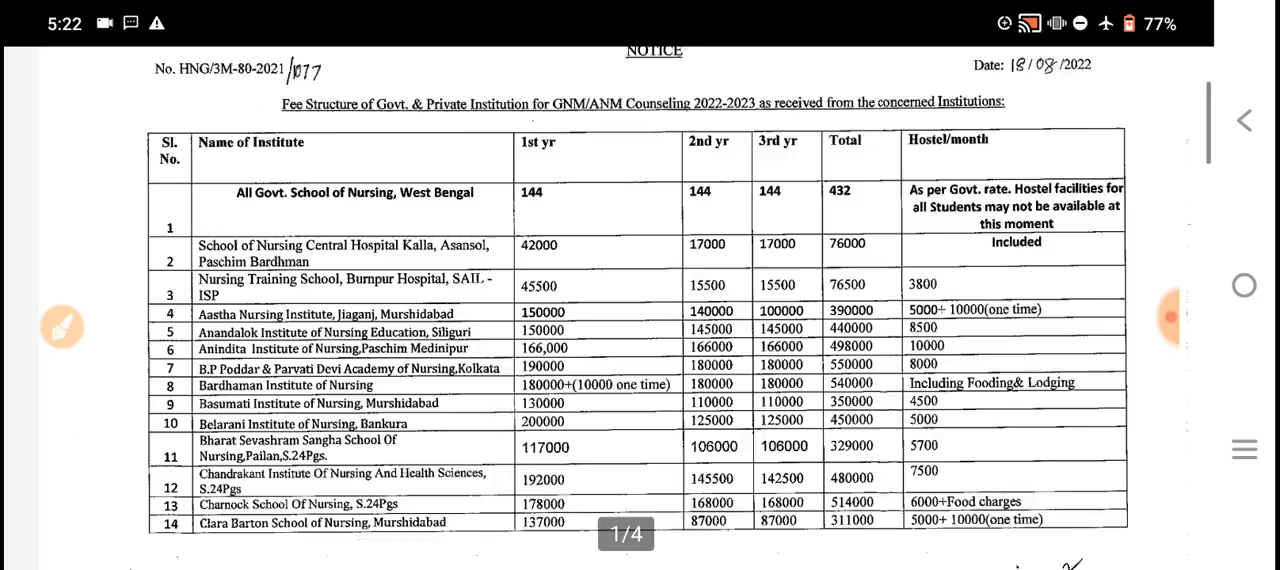 5:22
77%
NOTICE
No. HNG/3M-80-2021/1077 Date: 18/08/2022
Fee Structure of Govt. & Private Institution for GNM/ANM Counseling 2022-2023 as received from the concerned Institutions:
Sl. No. Name of Institute 1st yr 2nd yr 3rd yr Total Hostel/month
1 All Govt. School of Nursing, West Bengal 144 144 144 432 As per Govt. rate. Hostel facilities for all Students may not be available at this moment
2 School of Nursing Central Hospital Kalla, Asansol, Paschim Bardhman 42000 17000 17000 76000 Included
3 Nursing Training School, Burnpur Hospital, SAIL - ISP 45500 15500 15500 76500 3800
4 Aastha Nursing Institute, Jiaganj, Murshidabad 150000 140000 100000 390000 5000+ 10000(one time)
5 Anandalok Institute of Nursing Education, Siliguri 150000 145000 145000 440000 8500
6 Anindita Institute of Nursing,Paschim Medinipur 166,000 166000 166000 498000 10000
7 B.P Poddar & Parvati Devi Academy of Nursing,Kolkata 190000 180000 180000 550000 8000
8 Bardhaman Institute of Nursing 180000+(10000 one time) 180000 180000 540000 Including Fooding& Lodging
9 Basumati Institute of Nursing, Murshidabad 130000 110000 110000 350000 4500
10 Belarani Institute of Nursing, Bankura 200000 125000 125000 450000 5000
11 Bharat Sevashram Sangha School Of Nursing,Pailan,S.24Pgs. 117000 106000 106000 329000 5700
12 Chandrakant Institute Of Nursing And Health Sciences, S.24Pgs 192000 145500 142500 480000 7500
13 Charnock School Of Nursing, S.24Pgs 178000 168000 168000 514000 6000+Food charges
14 Clara Barton School of Nursing, Murshidabad 137000 87000 87000 311000 5000+ 10000(one time)
1/4